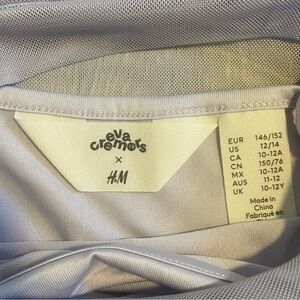 eva
cremers
×
H&M
EUR 146/152
US 12/14
CA 10-12A
CN 150/76
MX 10-12A
AUS 11-12
UK 10-12Y
Made in
China
Fabriqué en